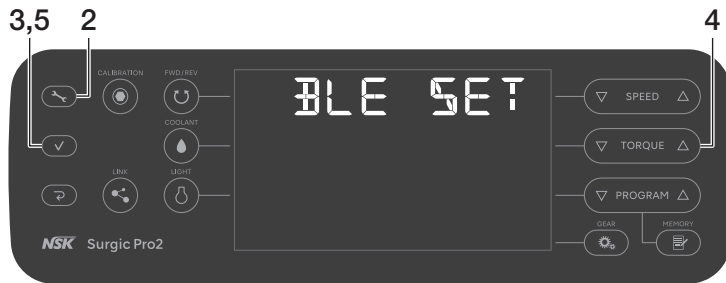 3,5 2 4
CALIBRATION FWD/REV
BLE SET
SPEED
COOLANT
TORQUE
LINK LIGHT
PROGRAM
GEAR MEMORY
NSK Surgic Pro2